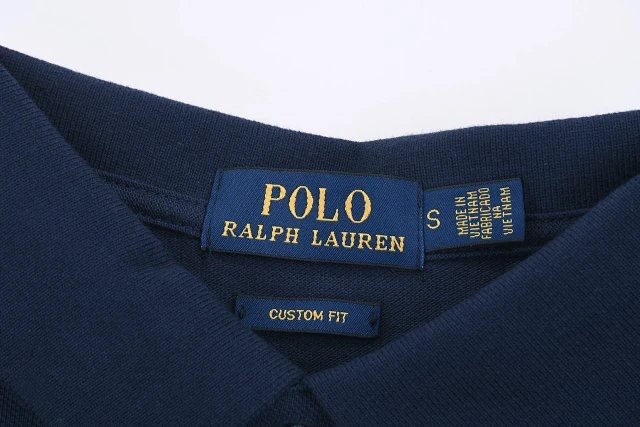 POLO
RALPH LAUREN
S
MADE IN
VIETNAM
FABRICADO
NA
VIETNAM
CUSTOM FIT